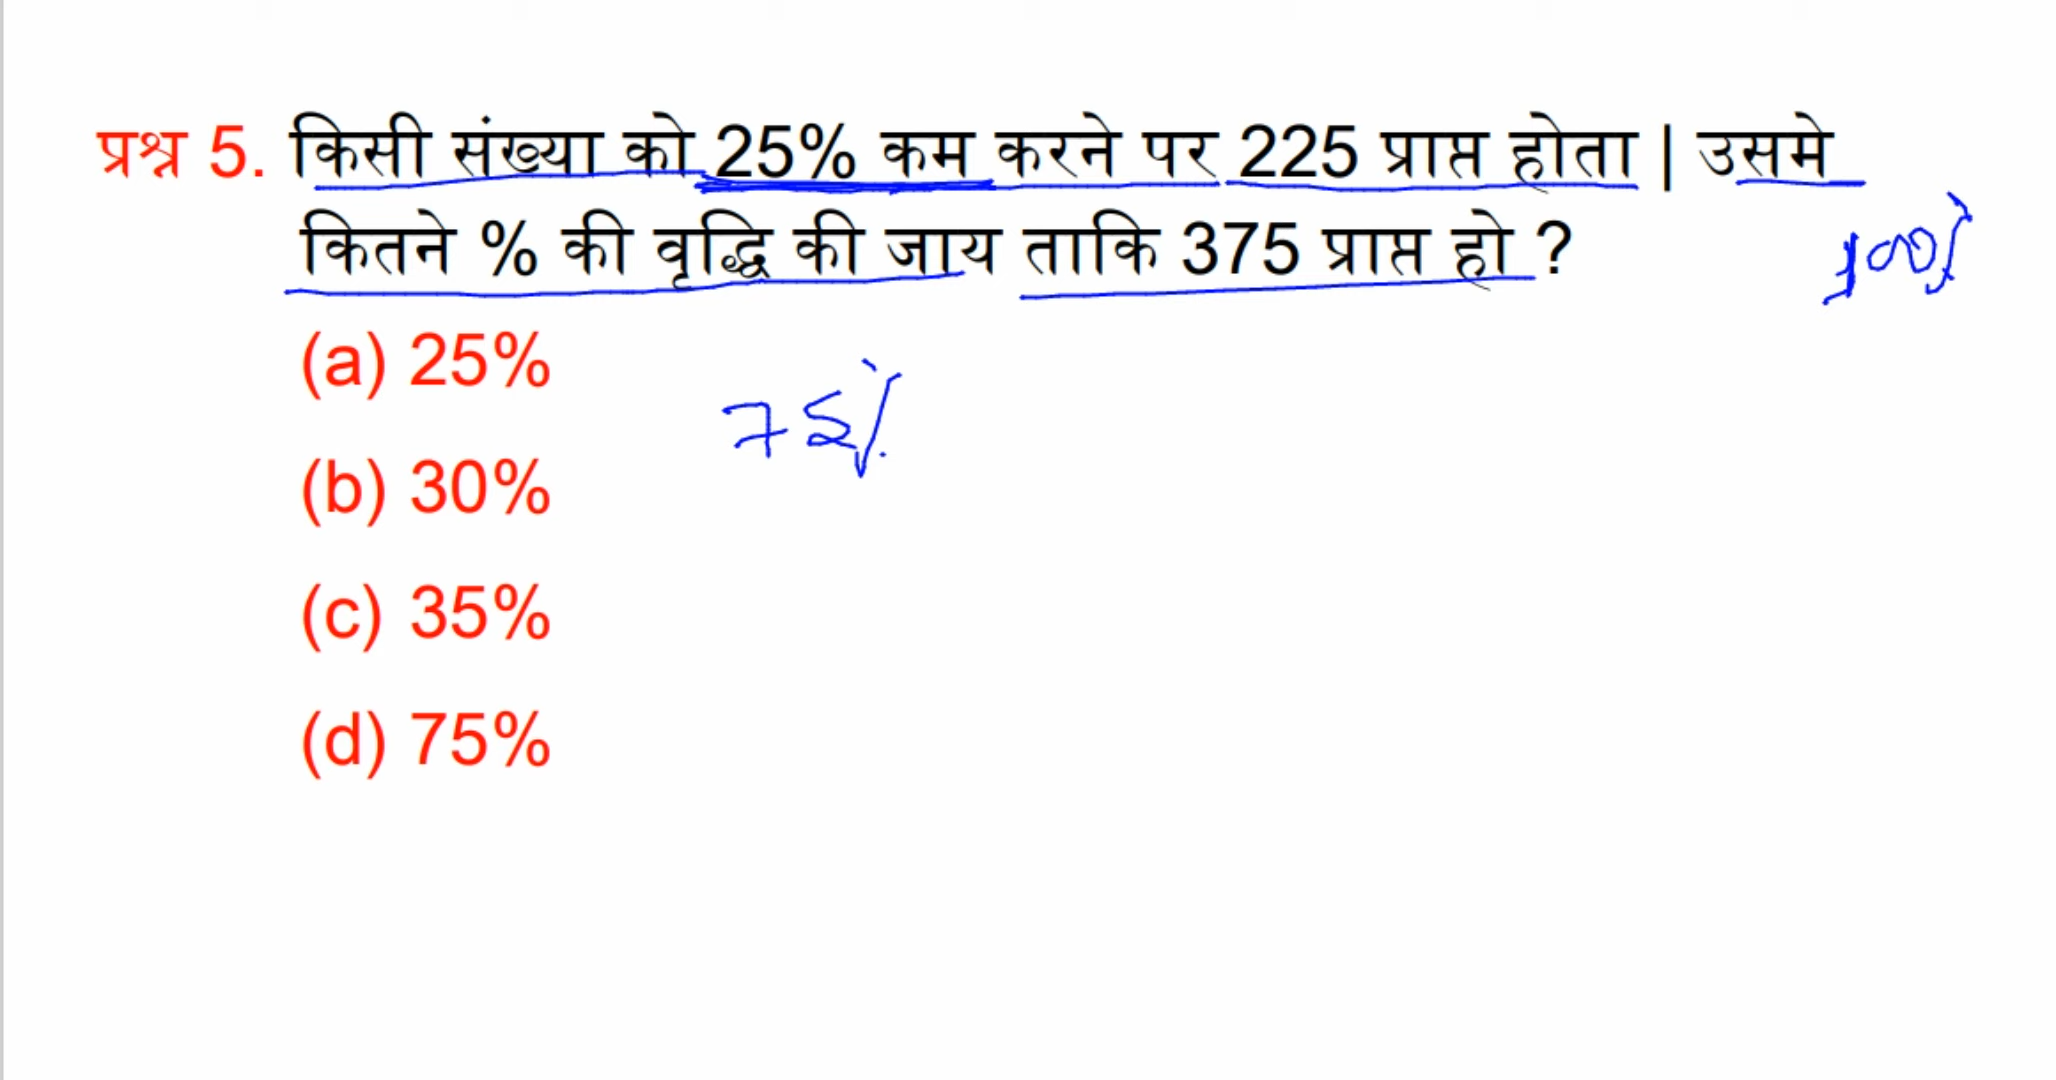 प्रश्न 5. किसी संख्या को 25% कम करने पर 225 प्राप्त होता | उसमे
कितने % की वृद्धि की जाय ताकि 375 प्राप्त हो ?
100%
(a) 25%
75%
(b) 30%
(c) 35%
(d) 75%